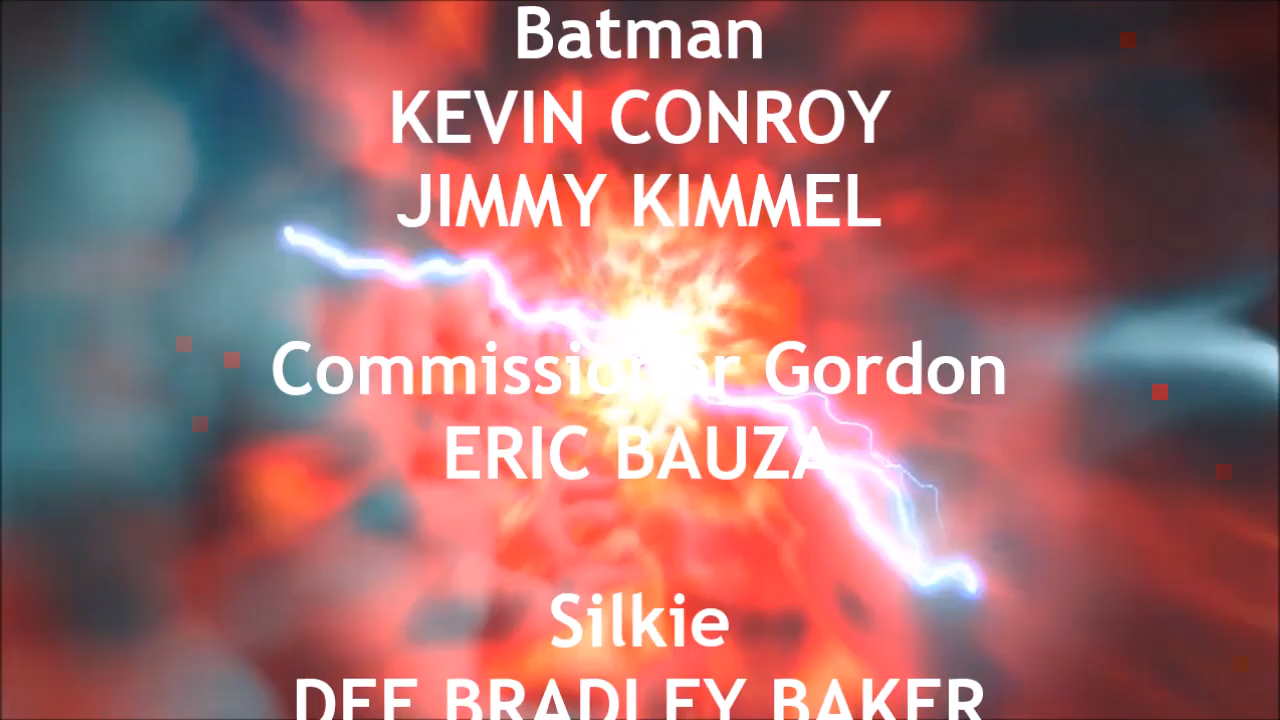 Batman
KEVIN CONROY
JIMMY KIMMEL
Commissioner Gordon
ERIC BAUZA
Silkie
DEE BRADLEY BAKER